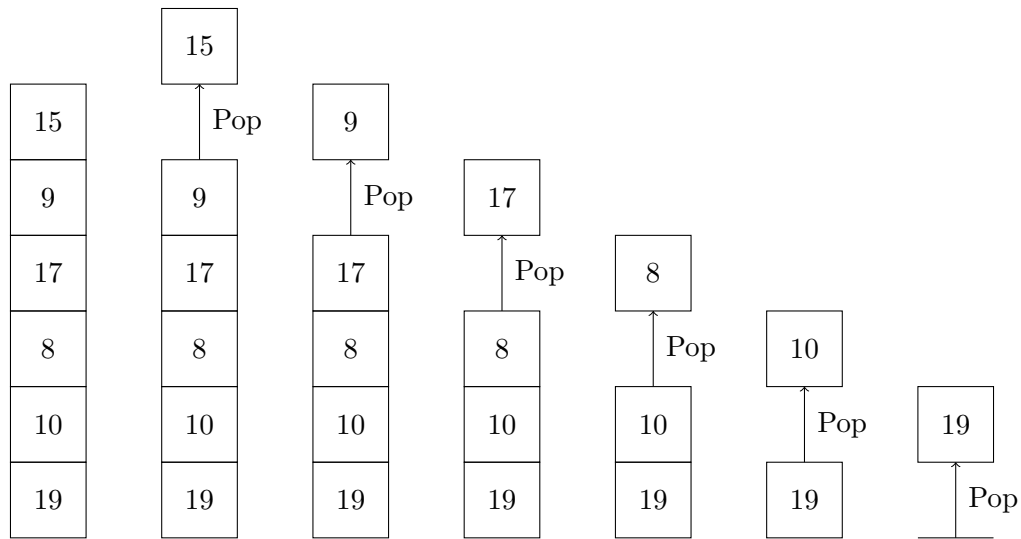 15
15 Pop 9
9 9 Pop 17
17 17 17 Pop 8
8 8 8 8 Pop 10
10 10 10 10 10 Pop 19
19 19 19 19 19 19 Pop